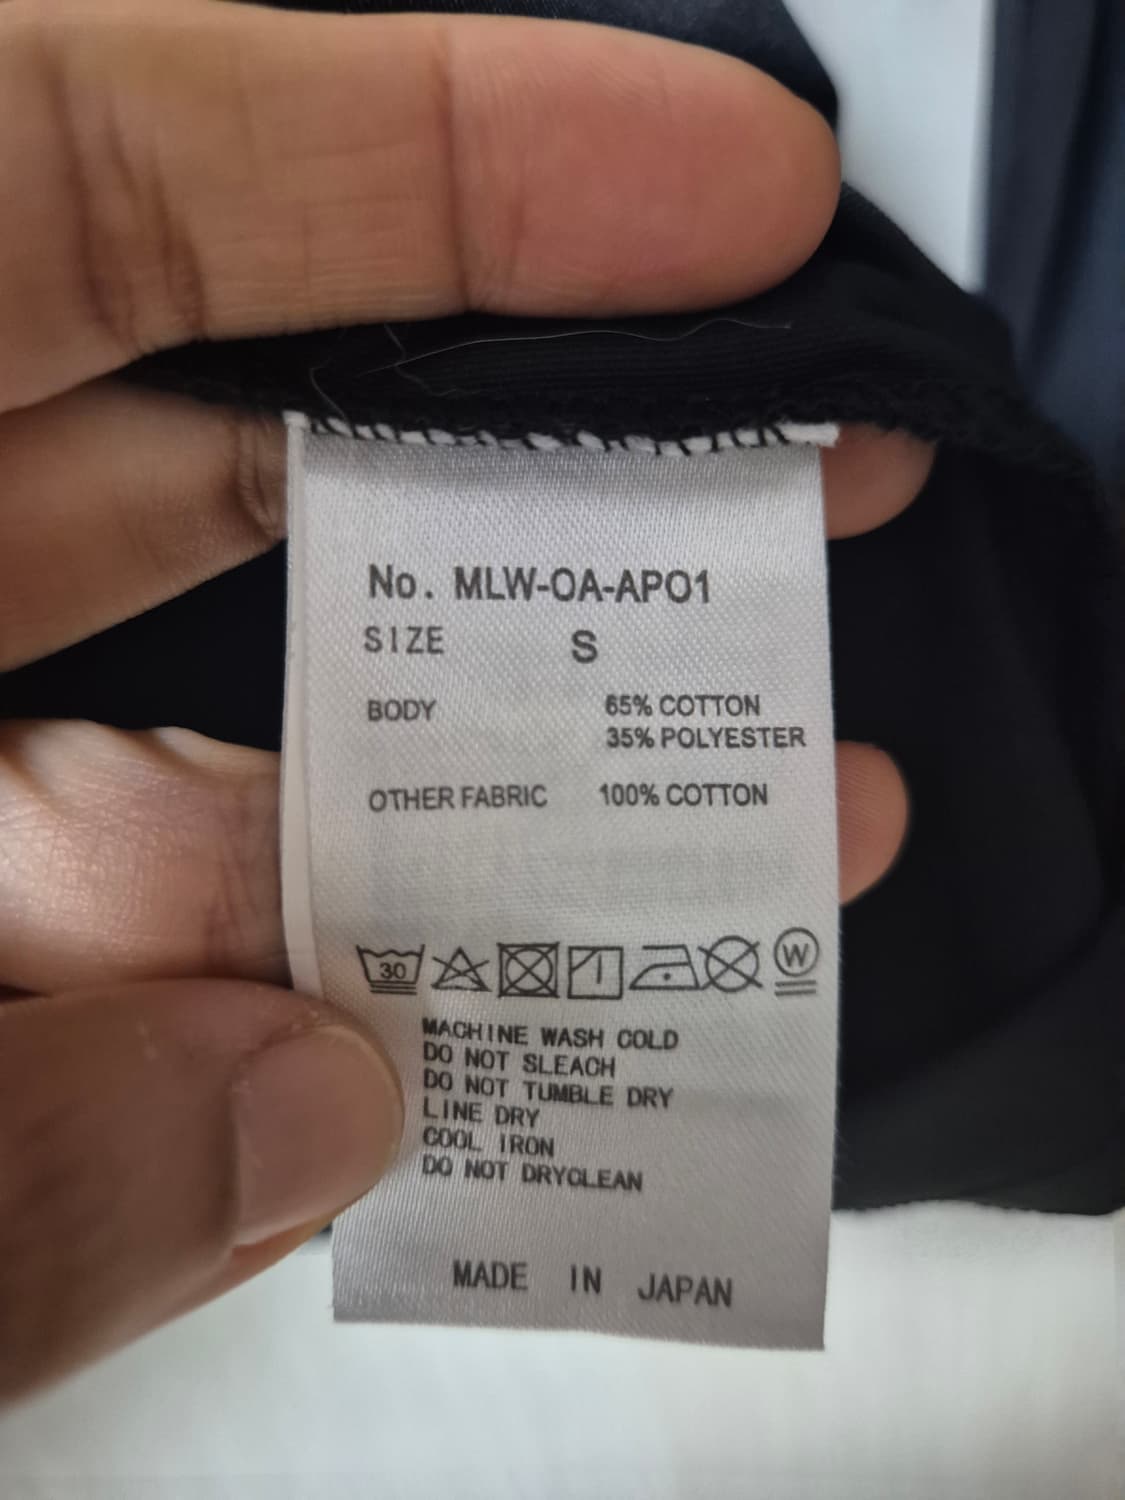 No. MLW-OA-AP01
SIZE S
BODY 65% COTTON
35% POLYESTER
OTHER FABRIC 100% COTTON
30 W
MACHINE WASH COLD
DO NOT SLEACH
DO NOT TUMBLE DRY
LINE DRY
COOL IRON
DO NOT DRYCLEAN
MADE IN JAPAN